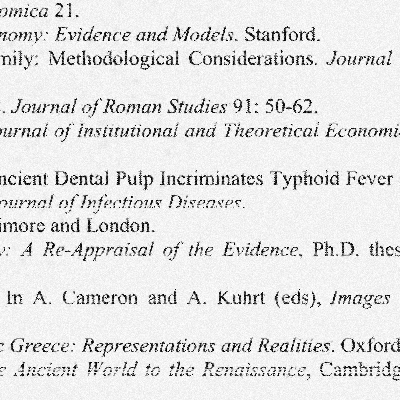 omica 21.
nomy: Evidence and Models. Stanford.
mily: Methodological Considerations. Journal
. Journal of Roman Studies 91: 50-62.
ournal of Institutional and Theoretical Economi
ncient Dental Pulp Incriminates Typhoid Fever
ournal of Infectious Diseases.
imore and London.
y: A Re-Appraisal of the Evidence, Ph.D. thes
In A. Cameron and A. Kuhrt (eds), Images
c Greece: Representations and Realities. Oxford
e Ancient World to the Renaissance, Cambridg